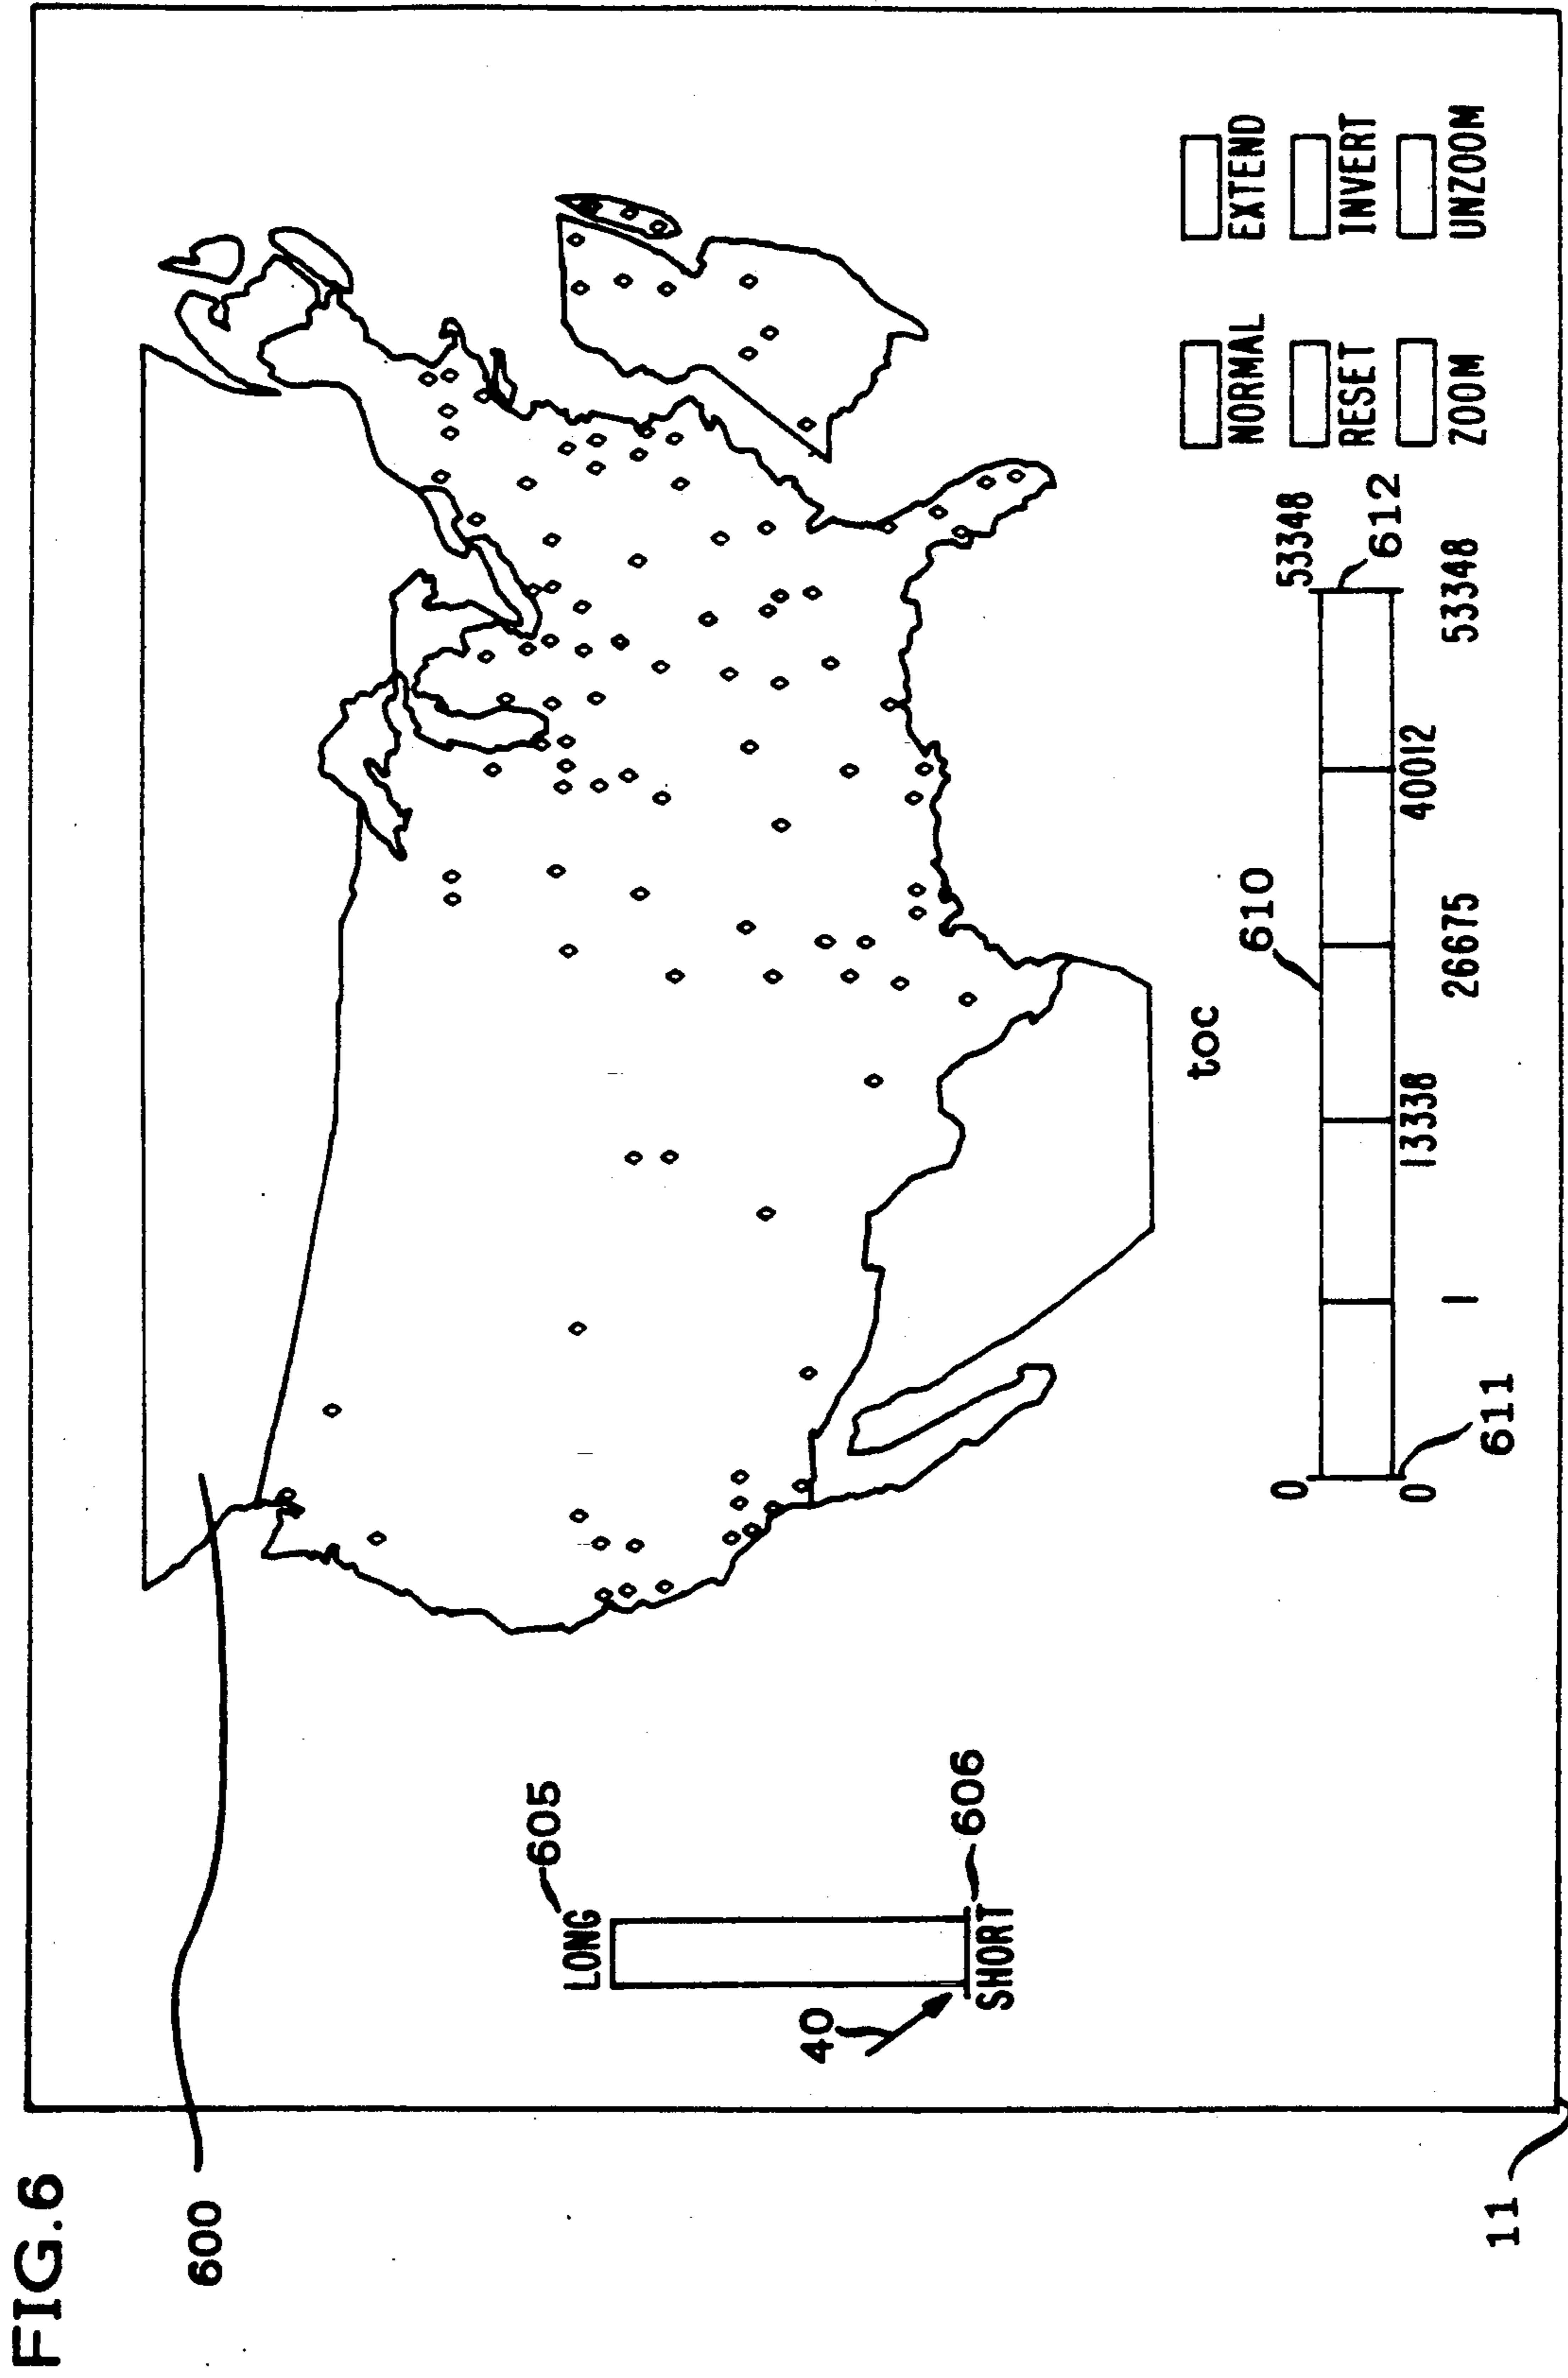 FIG.6
600
605
LONG
40
606
SHORT
toc
610
0
53348
612
0
13338
40012
1
26675
53348
611
NORMAL
EXTEND
RESET
INVERT
ZOOM
UNZOOM
11